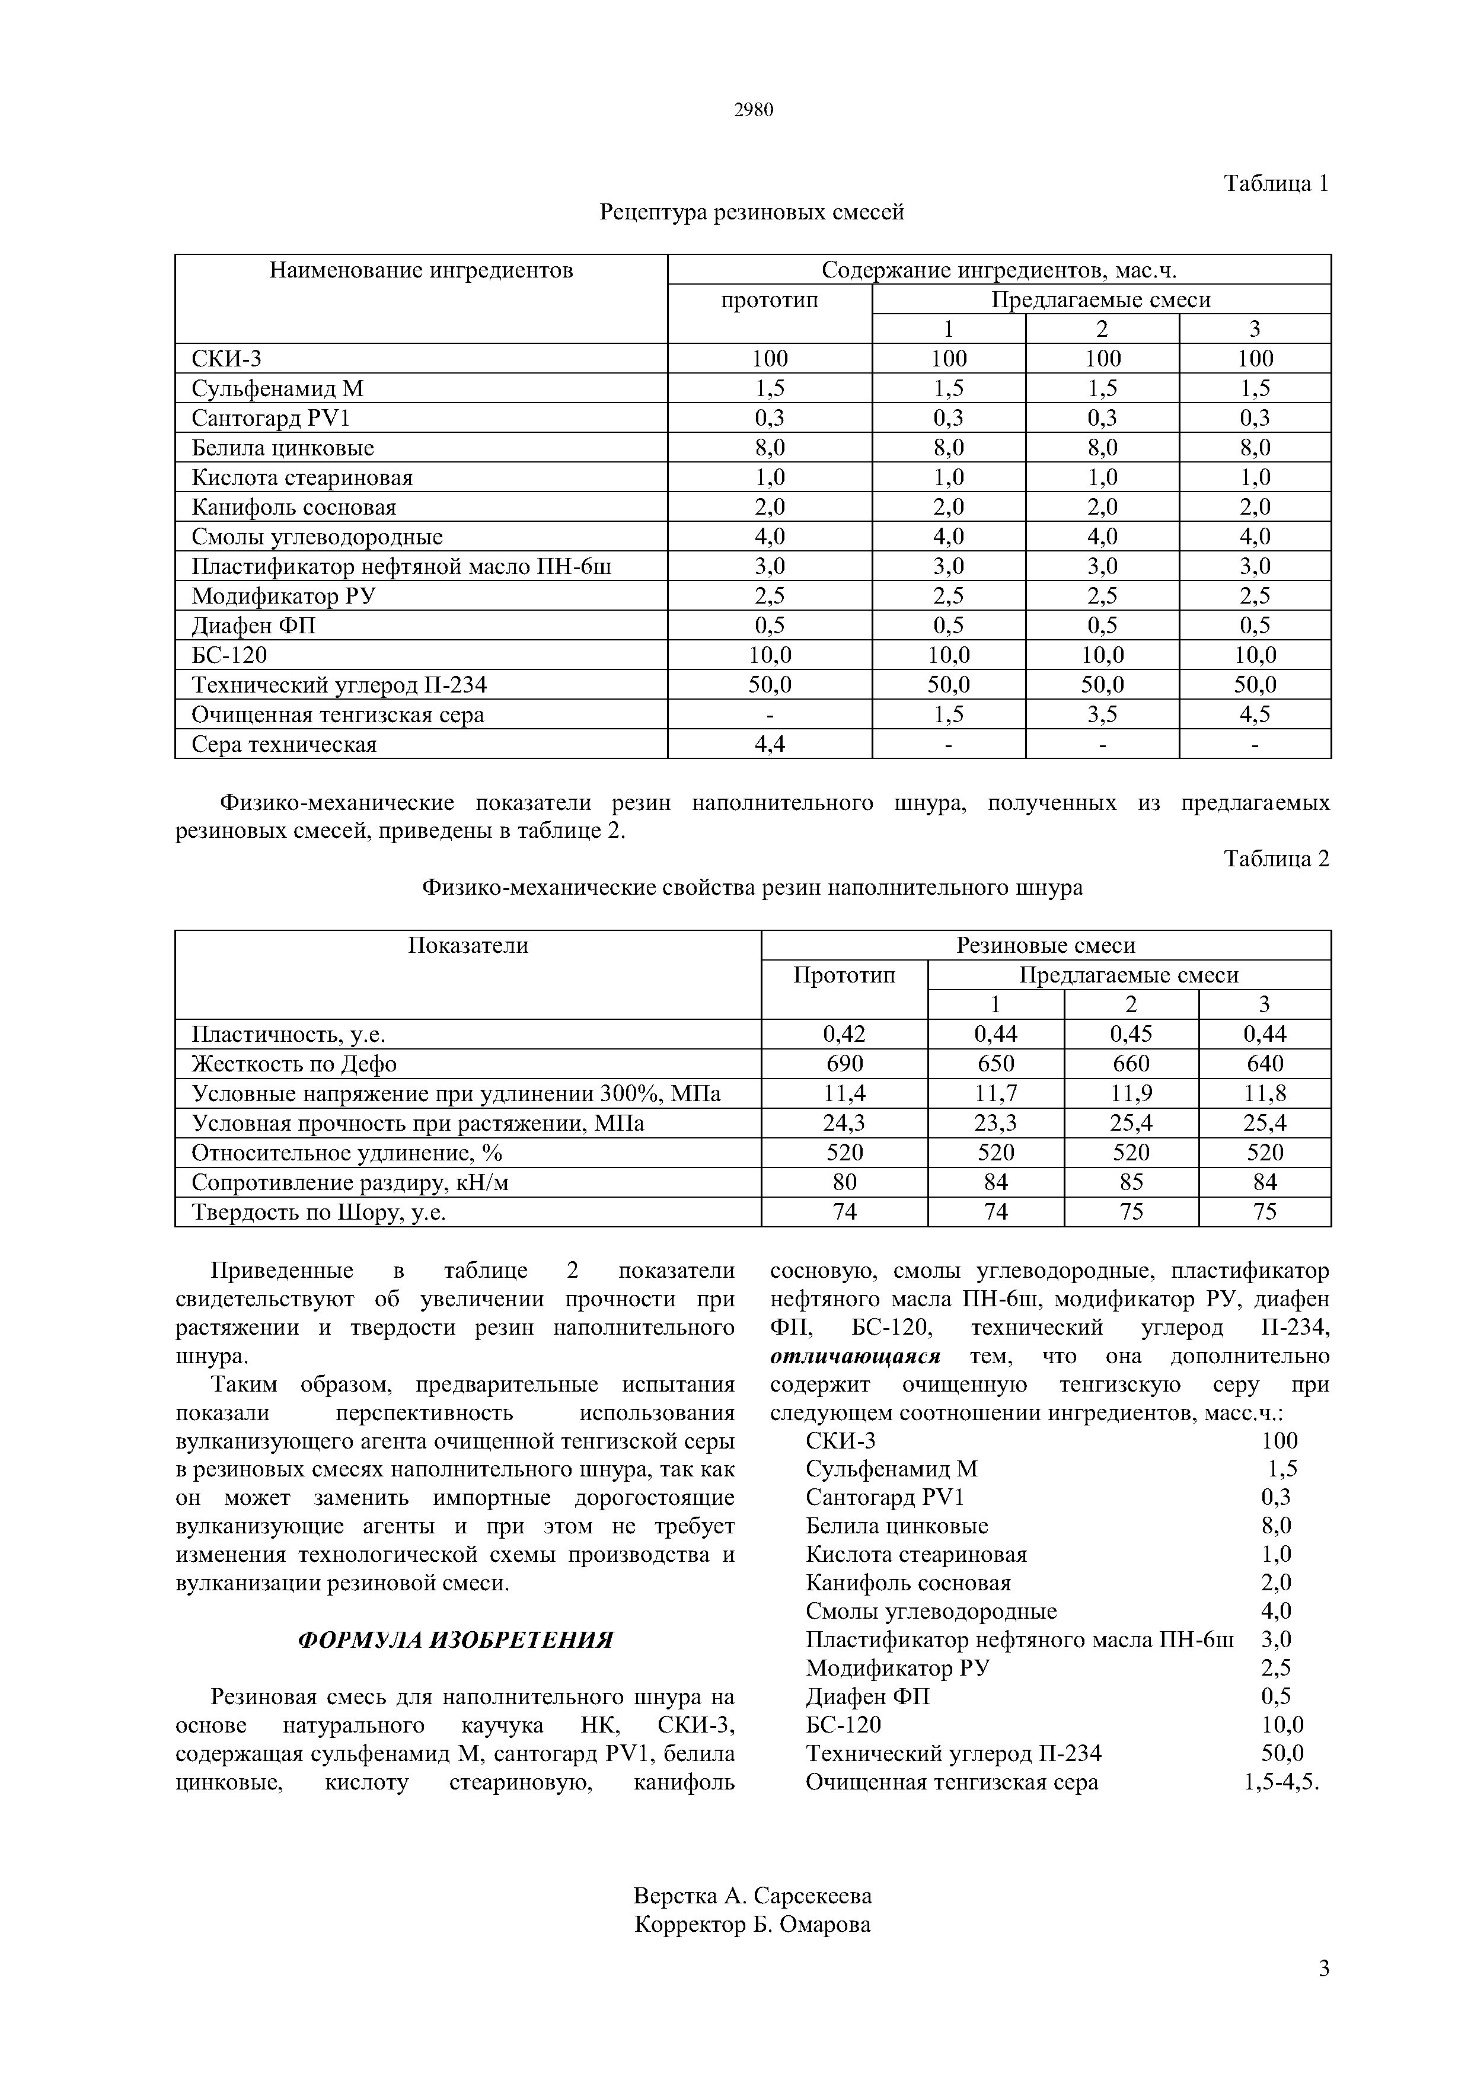 2980
Таблица 1
Рецептура резиновых смесей
Наименование ингредиентов Содержание ингредиентов, мас.ч.
прототип Предлагаемые смеси
1 2 3
СКИ-3 100 100 100 100
Сульфенамид М 1,5 1,5 1,5 1,5
Сантогард PV1 0,3 0,3 0,3 0,3
Белила цинковые 8,0 8,0 8,0 8,0
Кислота стеариновая 1,0 1,0 1,0 1,0
Канифоль сосновая 2,0 2,0 2,0 2,0
Смолы углеводородные 4,0 4,0 4,0 4,0
Пластификатор нефтяной масло ПН-6ш 3,0 3,0 3,0 3,0
Модификатор РУ 2,5 2,5 2,5 2,5
Диафен ФП 0,5 0,5 0,5 0,5
БС-120 10,0 10,0 10,0 10,0
Технический углерод П-234 50,0 50,0 50,0 50,0
Очищенная тенгизская сера - 1,5 3,5 4,5
Сера техническая 4,4 - - -
Физико-механические показатели резин наполнительного шнура, полученных из предлагаемых
резиновых смесей, приведены в таблице 2.
Таблица 2
Физико-механические свойства резин наполнительного шнура
Показатели Резиновые смеси
Прототип Предлагаемые смеси
1 2 3
Пластичность, у.е. 0,42 0,44 0,45 0,44
Жесткость по Дефо 690 650 660 640
Условные напряжение при удлинении 300%, МПа 11,4 11,7 11,9 11,8
Условная прочность при растяжении, МПа 24,3 23,3 25,4 25,4
Относительное удлинение, % 520 520 520 520
Сопротивление раздиру, кН/м 80 84 85 84
Твердость по Шору, у.е. 74 74 75 75
Приведенные в таблице 2 показатели
свидетельствуют об увеличении прочности при
растяжении и твердости резин наполнительного
шнура.
Таким образом, предварительные испытания
показали перспективность использования
вулканизующего агента очищенной тенгизской серы
в резиновых смесях наполнительного шнура, так как
он может заменить импортные дорогостоящие
вулканизующие агенты и при этом не требует
изменения технологической схемы производства и
вулканизации резиновой смеси.
ФОРМУЛА ИЗОБРЕТЕНИЯ
Резиновая смесь для наполнительного шнура на
основе натурального каучука НК, СКИ-3,
содержащая сульфенамид М, сантогард PV1, белила
цинковые, кислоту стеариновую, канифоль
сосновую, смолы углеводородные, пластификатор
нефтяного масла ПН-6ш, модификатор РУ, диафен
ФП, БС-120, технический углерод П-234,
отличающаяся тем, что она дополнительно
содержит очищенную тенгизскую серу при
следующем соотношении ингредиентов, масс.ч.:
СКИ-3 100
Сульфенамид М 1,5
Сантогард PV1 0,3
Белила цинковые 8,0
Кислота стеариновая 1,0
Канифоль сосновая 2,0
Смолы углеводородные 4,0
Пластификатор нефтяного масла ПН-6ш 3,0
Модификатор РУ 2,5
Диафен ФП 0,5
БС-120 10,0
Технический углерод П-234 50,0
Очищенная тенгизская сера 1,5-4,5.
Верстка А. Сарсекеева
Корректор Б. Омарова
3